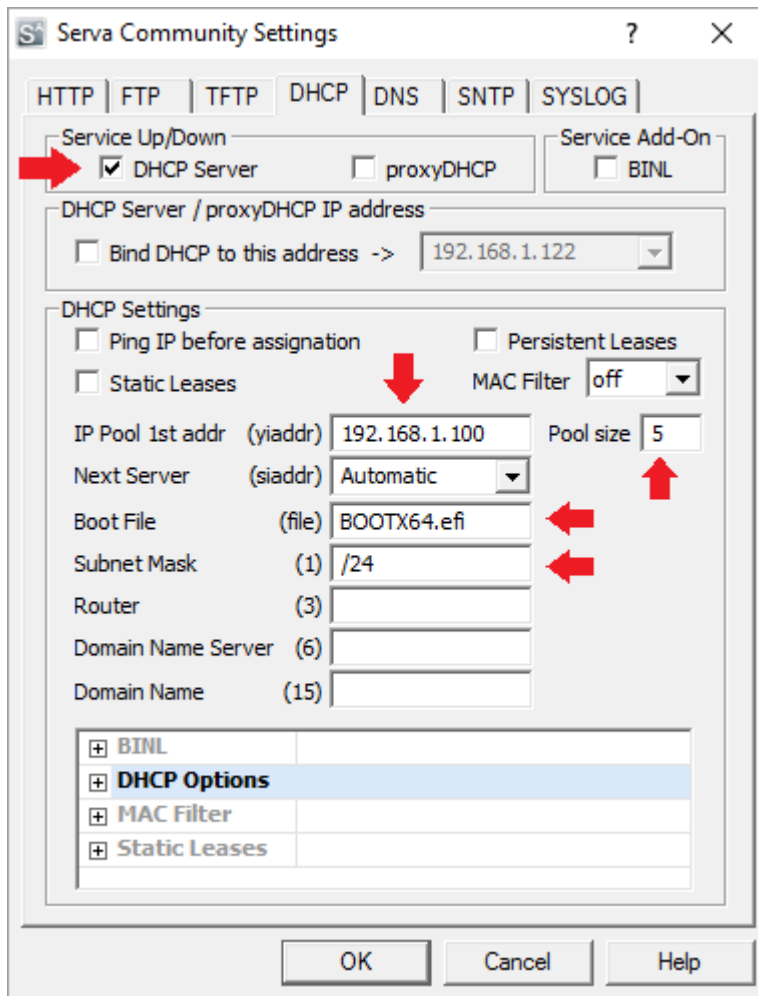 Serva Community Settings ? ×
HTTP FTP TFTP DHCP DNS SNTP SYSLOG
Service Up/Down Service Add-On
DHCP Server proxyDHCP BINL
DHCP Server / proxyDHCP IP address
Bind DHCP to this address -> 192.168.1.122
DHCP Settings
Ping IP before assignation Persistent Leases
Static Leases MAC Filter off
IP Pool 1st addr (yiaddr) 192.168.1.100 Pool size 5
Next Server (siaddr) Automatic
Boot File (file) BOOTX64.efi
Subnet Mask (1) /24
Router (3)
Domain Name Server (6)
Domain Name (15)
BINL
DHCP Options
MAC Filter
Static Leases
OK Cancel Help